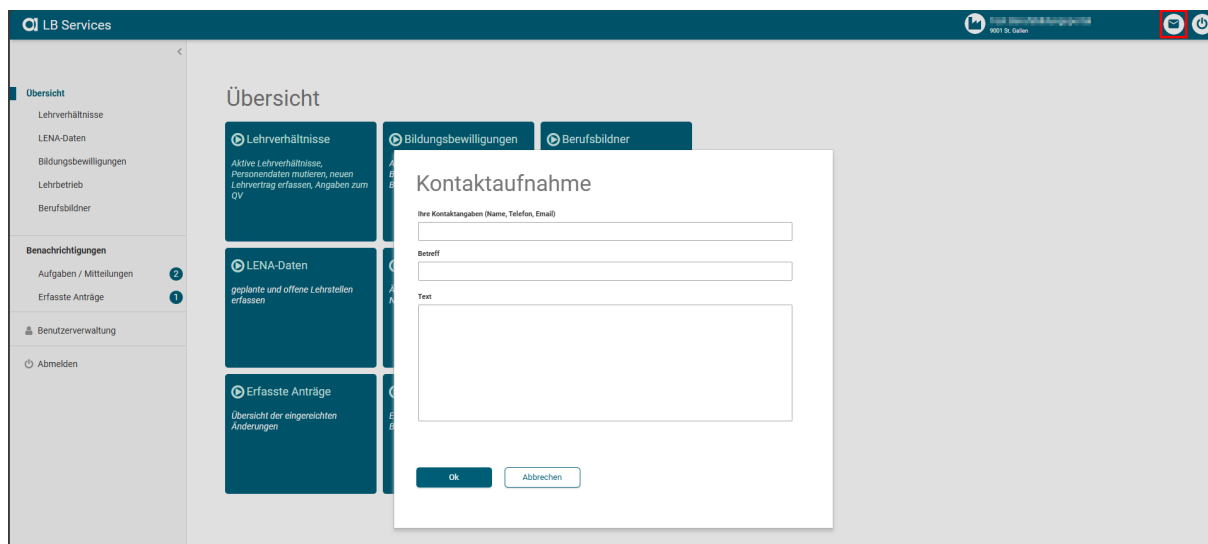 LB Services
9001 St. Gallen
Übersicht
Lehrverhältnisse
LENA-Daten
Bildungsbewilligungen
Lehrbetrieb
Berufsbildner
Benachrichtigungen
Aufgaben / Mitteilungen 2
Erfasste Anträge 1
Benutzerverwaltung
Abmelden
Übersicht
Lehrverhältnisse
Aktive Lehrverhältnisse,
Personendaten mutieren, neuen
Lehrvertrag erfassen, Angaben zum
QV
Bildungsbewilligungen
Berufsbildner
LENA-Daten
geplante und offene Lehrstellen
erfassen
Erfasste Anträge
Übersicht der eingereichten
Änderungen
Kontaktaufnahme
Ihre Kontaktangaben (Name, Telefon, Email)
Betreff
Text
Ok
Abbrechen